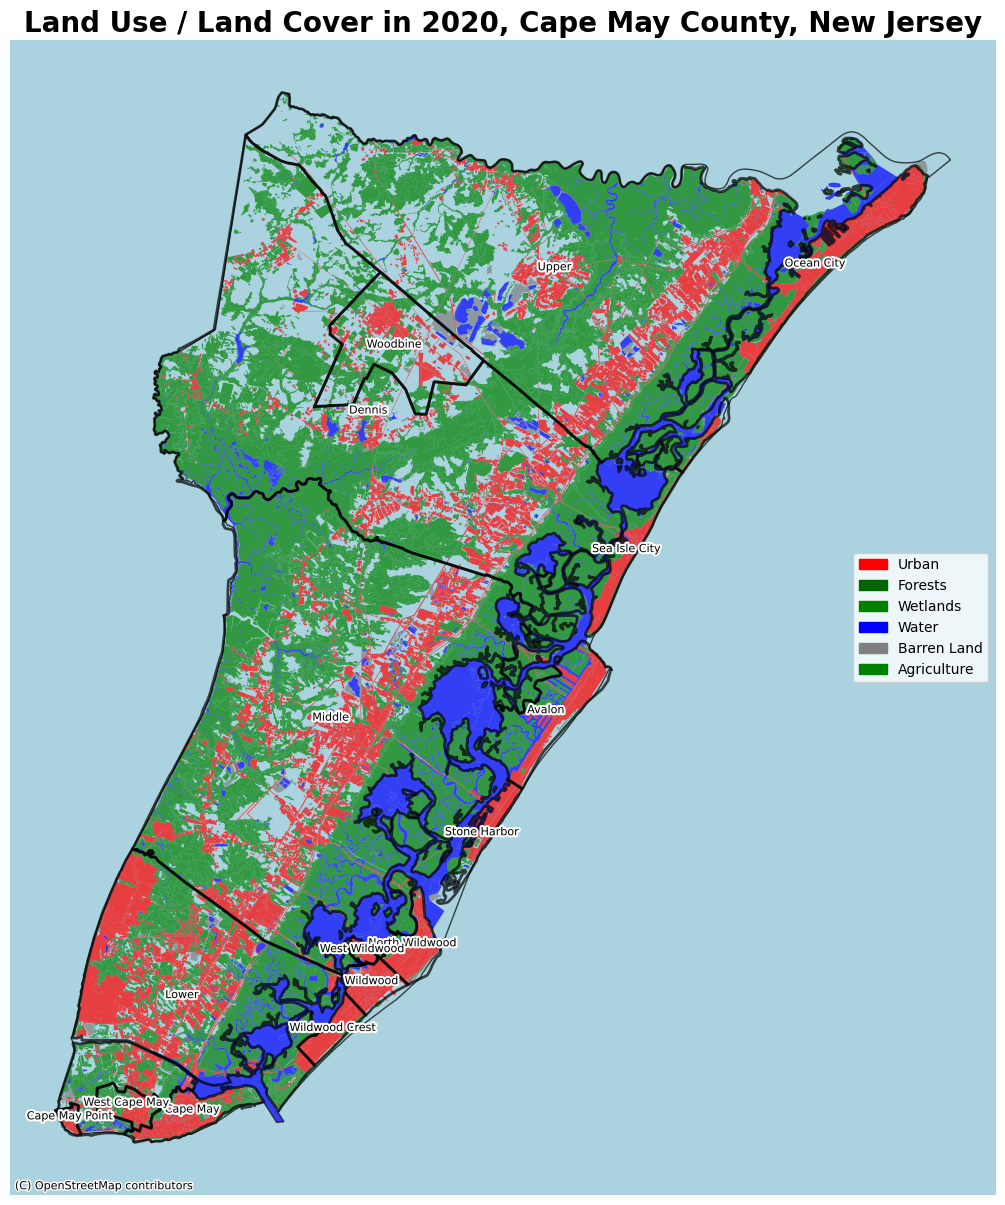 Land Use / Land Cover in 2020, Cape May County, New Jersey
Ocean City
Upper
Woodbine
Dennis
Sea Isle City
Urban
Forests
Wetlands
Water
Barren Land
Agriculture
Avalon
Middle
Stone Harbor
North Wildwood
West Wildwood
Wildwood
Lower
Wildwood Crest
West Cape May
Cape May
Cape May Point
(C) OpenStreetMap contributors